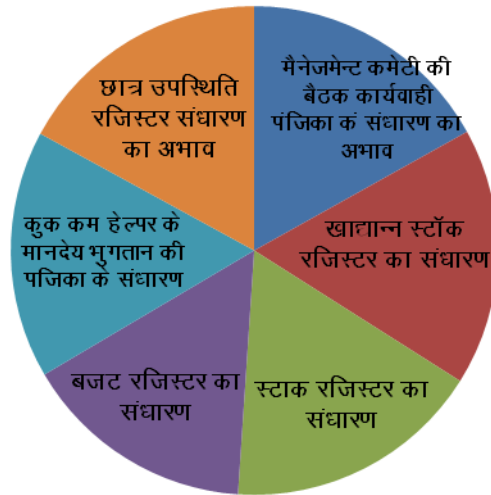 मैनेजमेन्ट कमेटी की
बैठक कार्यवाही
पंजिका कं संधारण का
अभाव
खाद्यान्न स्टॉक
रजिस्टर का संधारण
स्टाक रजिस्टर का
संधारण
बजट रजिस्टर का
संधारण
कुक कम हेल्पर के
मानदेय भुगतान की
पजिका के संधारण
छात्र उपस्थिति
रजिस्टर संधारण
का अभाव